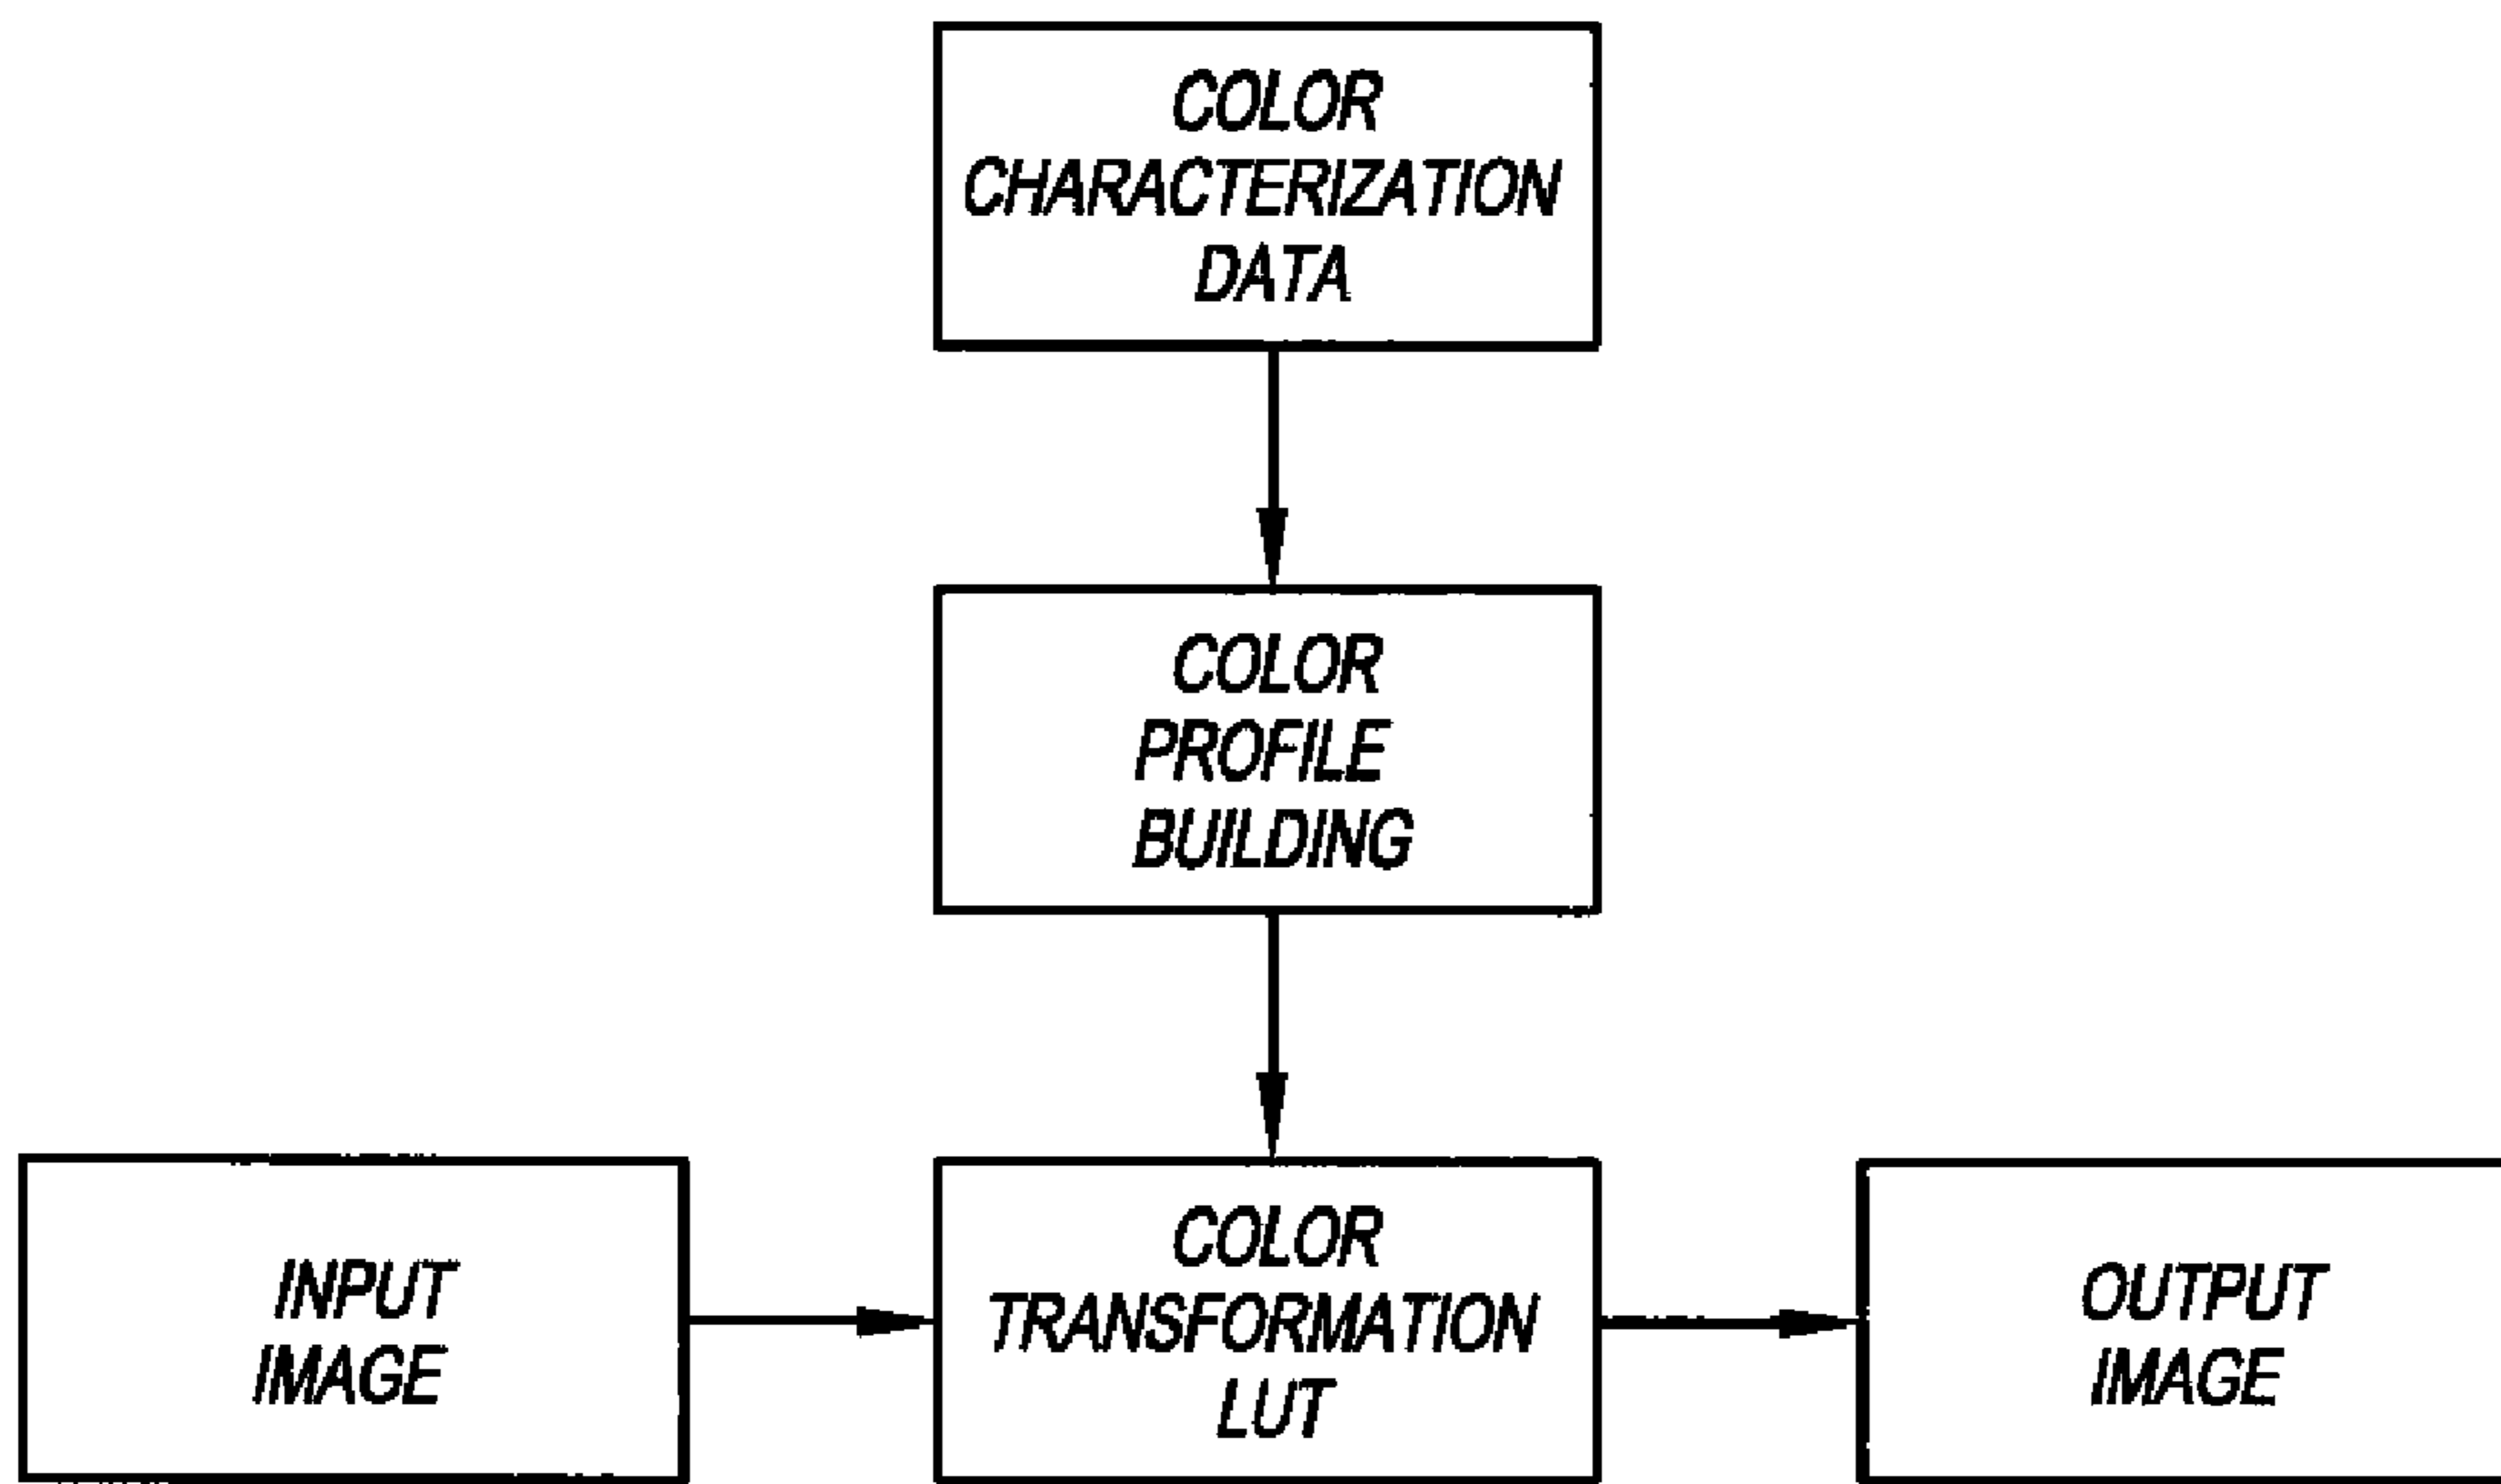 COLOR
CHARACTERIZATION
DATA
COLOR
PROFILE
BUILDING
INPUT
IMAGE
COLOR
TRANSFORMATION
LUT
OUTPUT
IMAGE